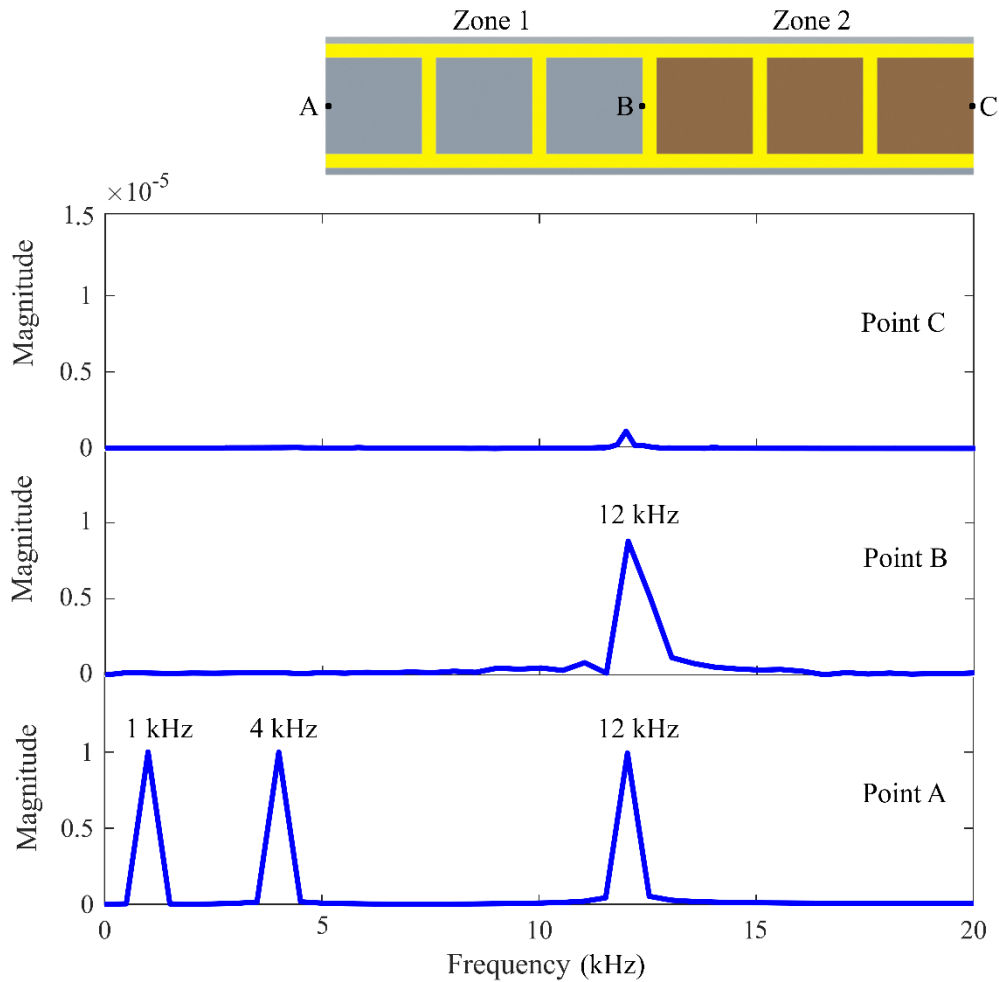 Zone 1 Zone 2
A B C
×10⁻⁵
1.5
1
0.5
0
Magnitude
Point C
1
0.5
0
Magnitude
12 kHz
Point B
1
0.5
0
Magnitude
1 kHz 4 kHz 12 kHz
Point A
0 5 10 15 20
Frequency (kHz)